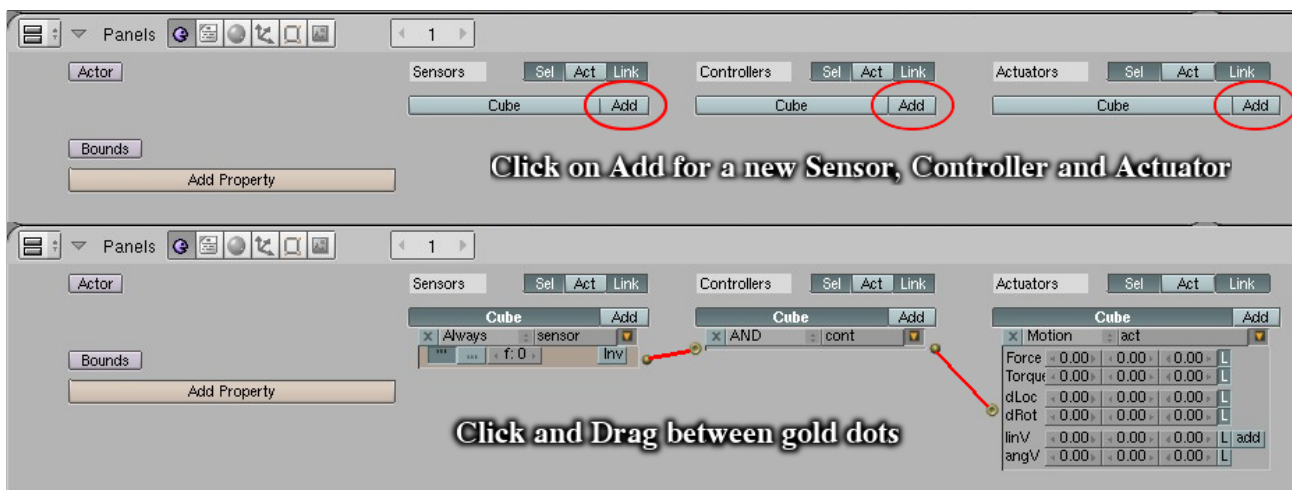 Panels 1
Actor Sensors Sel Act Link Controllers Sel Act Link Actuators Sel Act Link
Cube Add Cube Add Cube Add
Bounds
Click on Add for a new Sensor, Controller and Actuator
Add Property
Panels 1
Actor Sensors Sel Act Link Controllers Sel Act Link Actuators Sel Act Link
Cube Add Cube Add Cube Add
X Always sensor X AND cont X Motion act
''' ... f: 0 Inv
Bounds
Force 0.00 0.00 0.00 L
Torque 0.00 0.00 0.00 L
Add Property
dLoc 0.00 0.00 0.00 L
dRot 0.00 0.00 0.00 L
Click and Drag between gold dots
linV 0.00 0.00 0.00 L add
angV 0.00 0.00 0.00 L